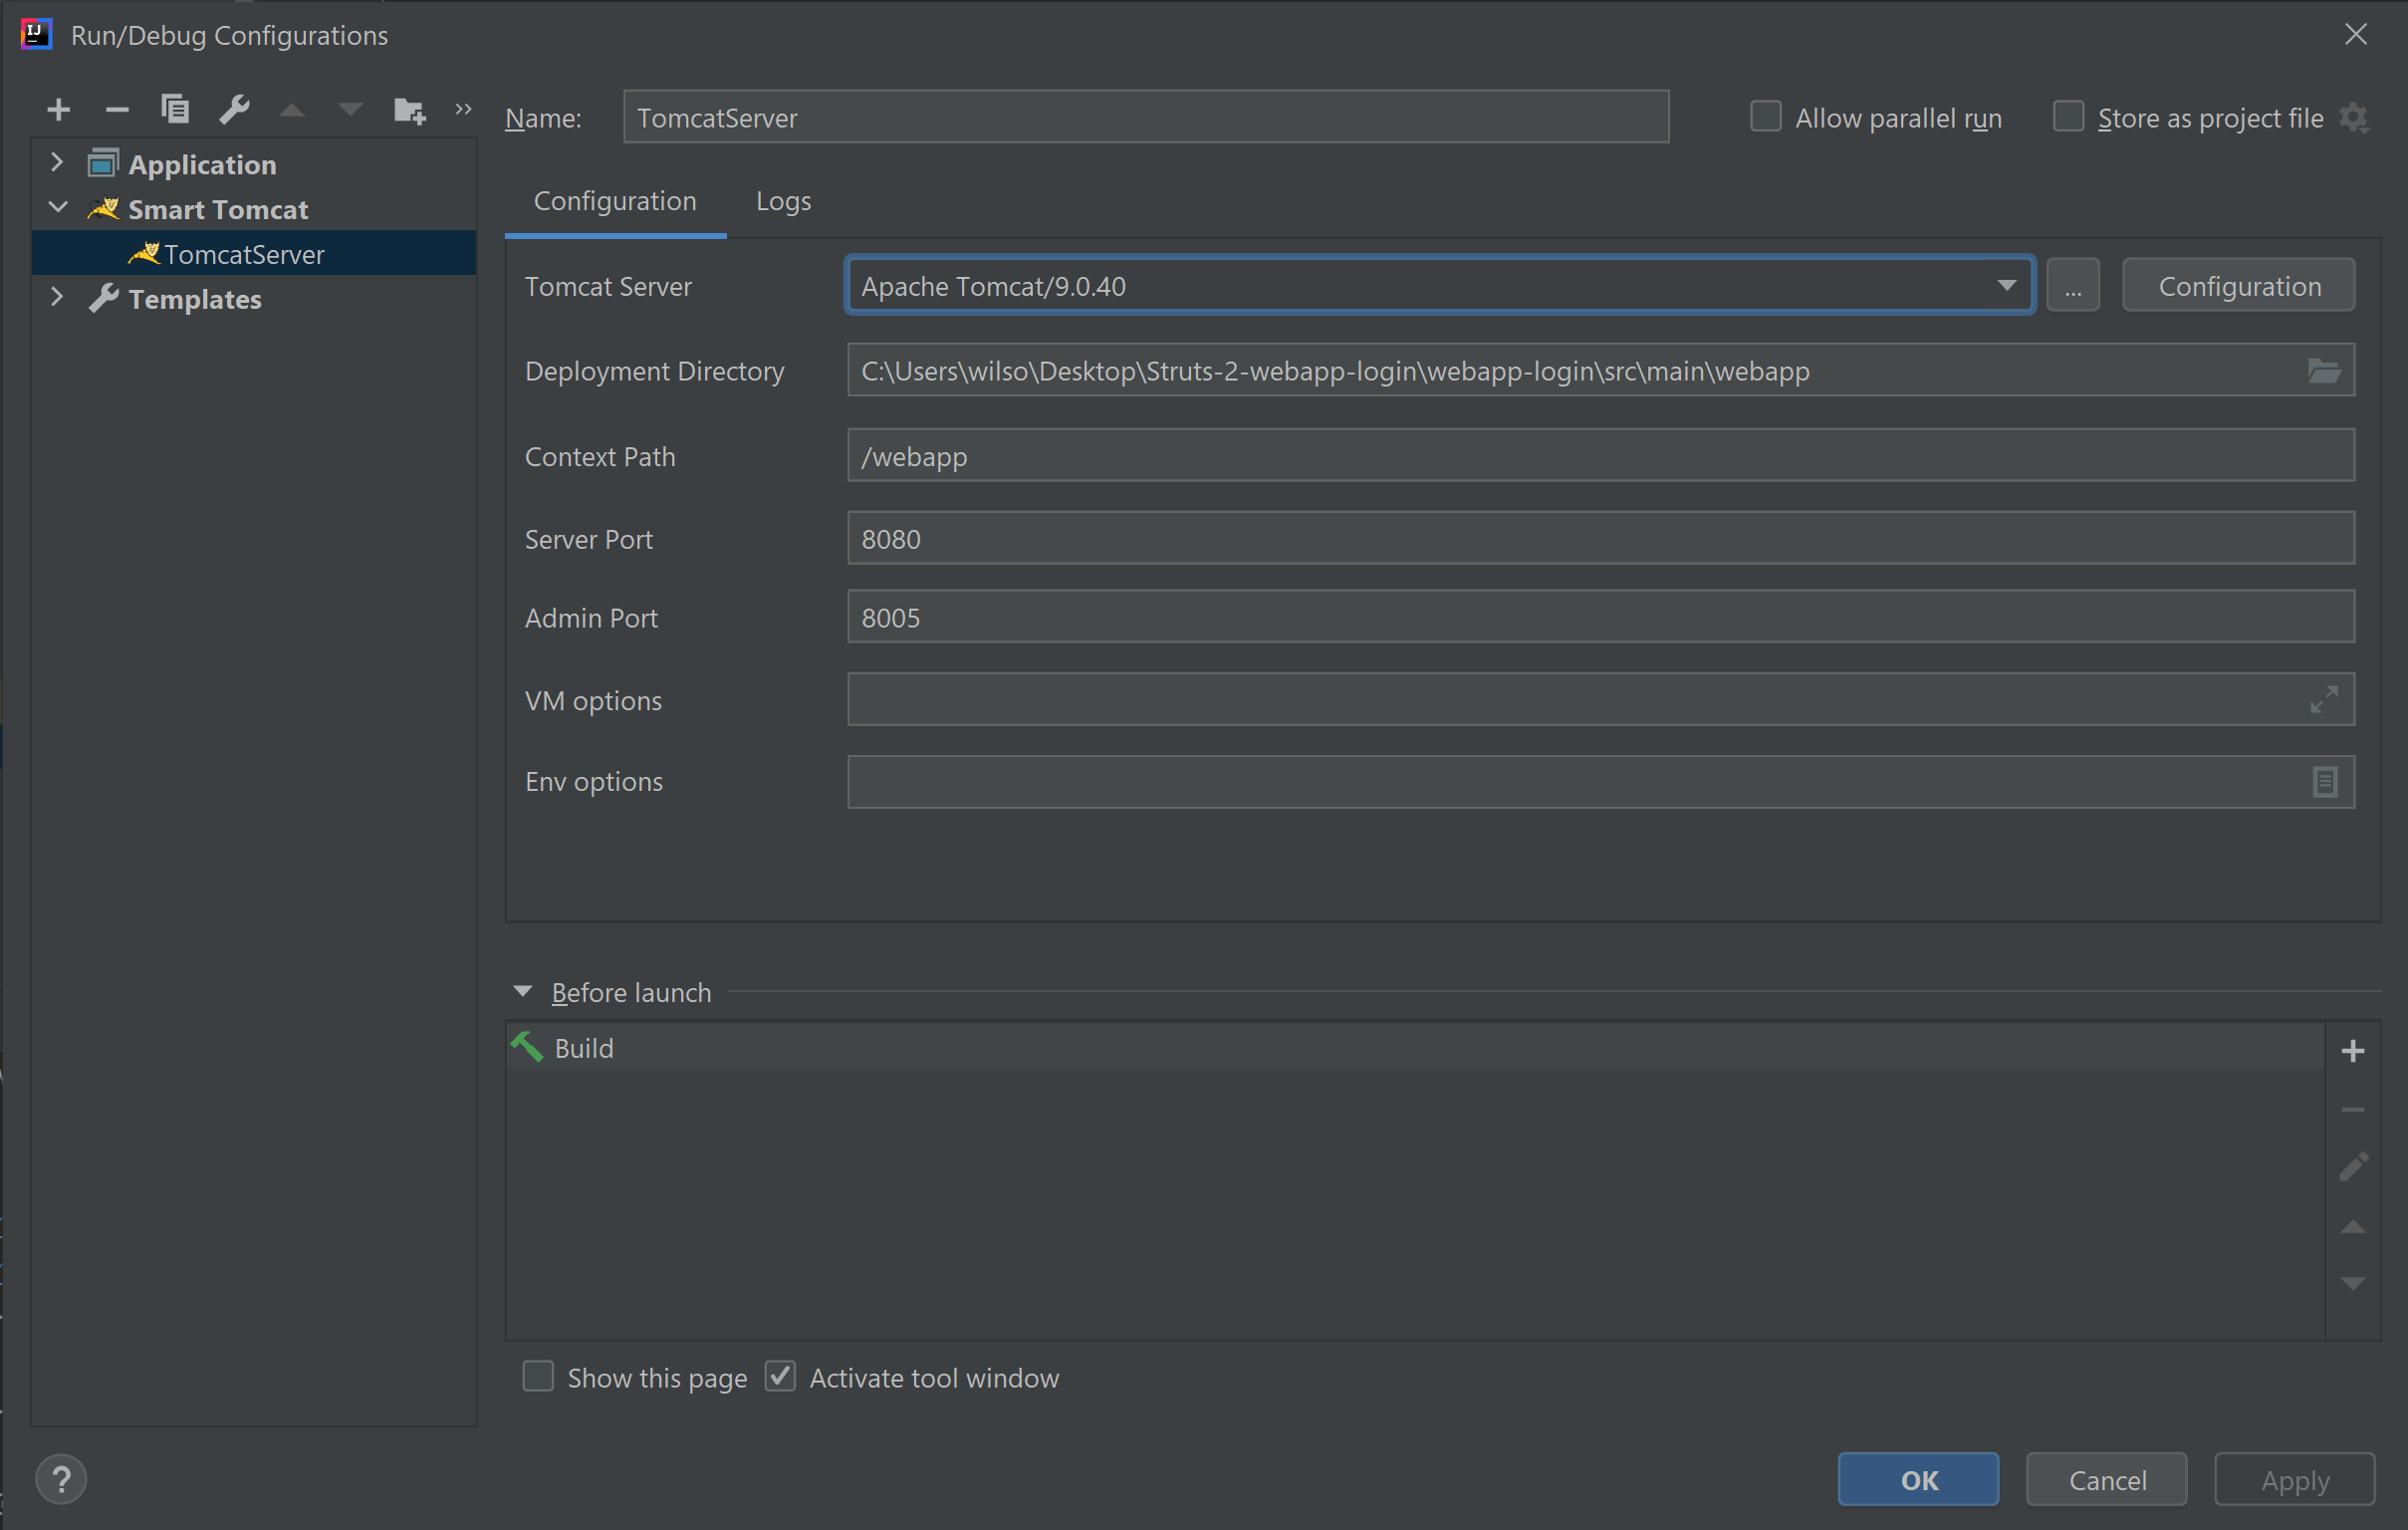 IJ
Run/Debug Configurations
Name: TomcatServer
Allow parallel run
Store as project file
Application
Smart Tomcat
TomcatServer
Templates
Configuration Logs
Tomcat Server Apache Tomcat/9.0.40 ... Configuration
Deployment Directory C:\Users\wilso\Desktop\Struts-2-webapp-login\webapp-login\src\main\webapp
Context Path /webapp
Server Port 8080
Admin Port 8005
VM options
Env options
Before launch
Build
Show this page Activate tool window
? OK Cancel Apply